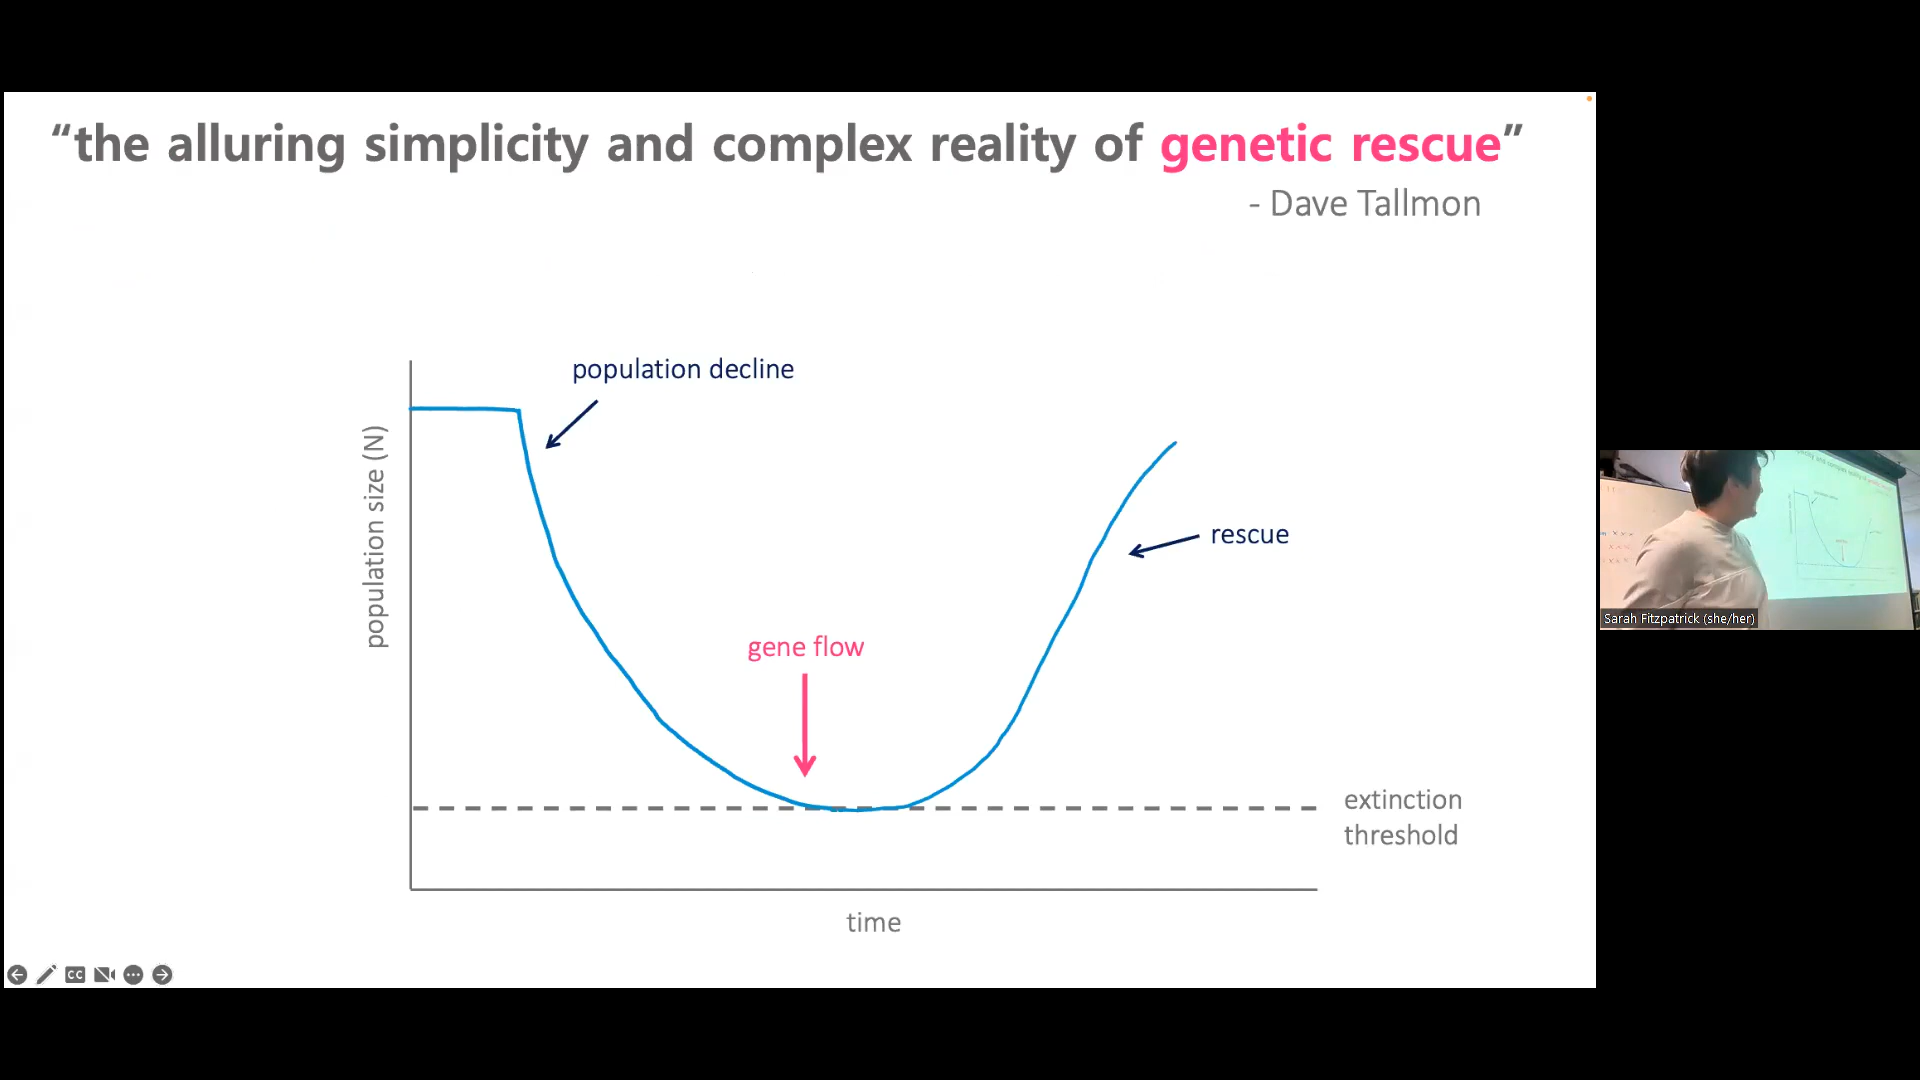 “the alluring simplicity and complex reality of genetic rescue”
- Dave Tallmon
population decline
population size (N)
rescue
gene flow
extinction
threshold
time
CC
Sarah Fitzpatrick (she/her)